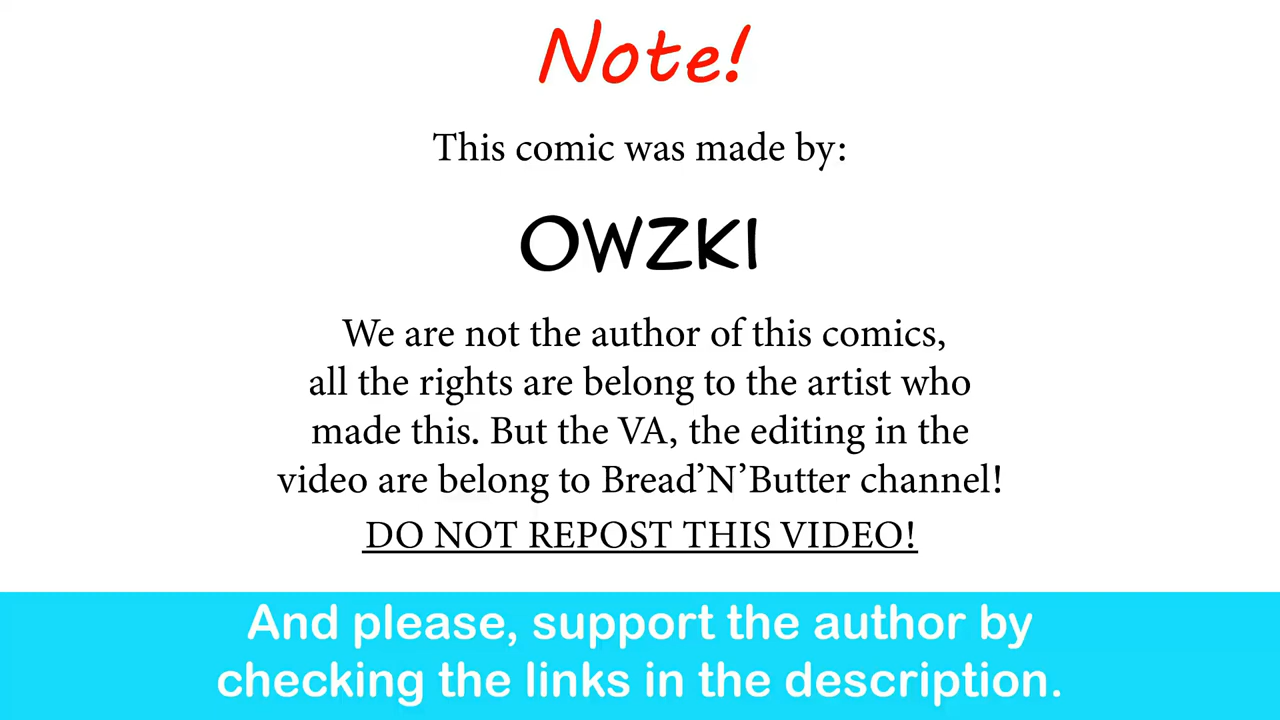 Note!
This comic was made by:
OWZKI
We are not the author of this comics,
all the rights are belong to the artist who
made this. But the VA, the editing in the
video are belong to Bread’N’Butter channel!
DO NOT REPOST THIS VIDEO!
And please, support the author by
checking the links in the description.